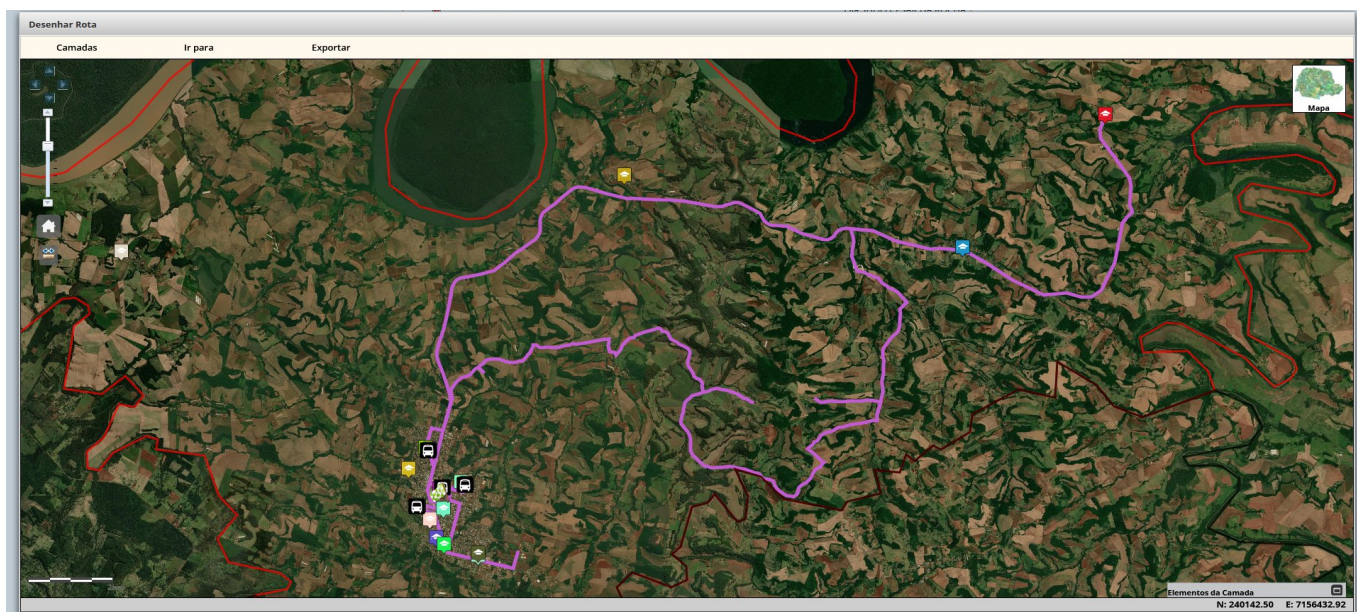 Desenhar Rota
Camadas Ir para Exportar
Mapa
Elementos da Camada
N: 240142.50 E: 7156432.92